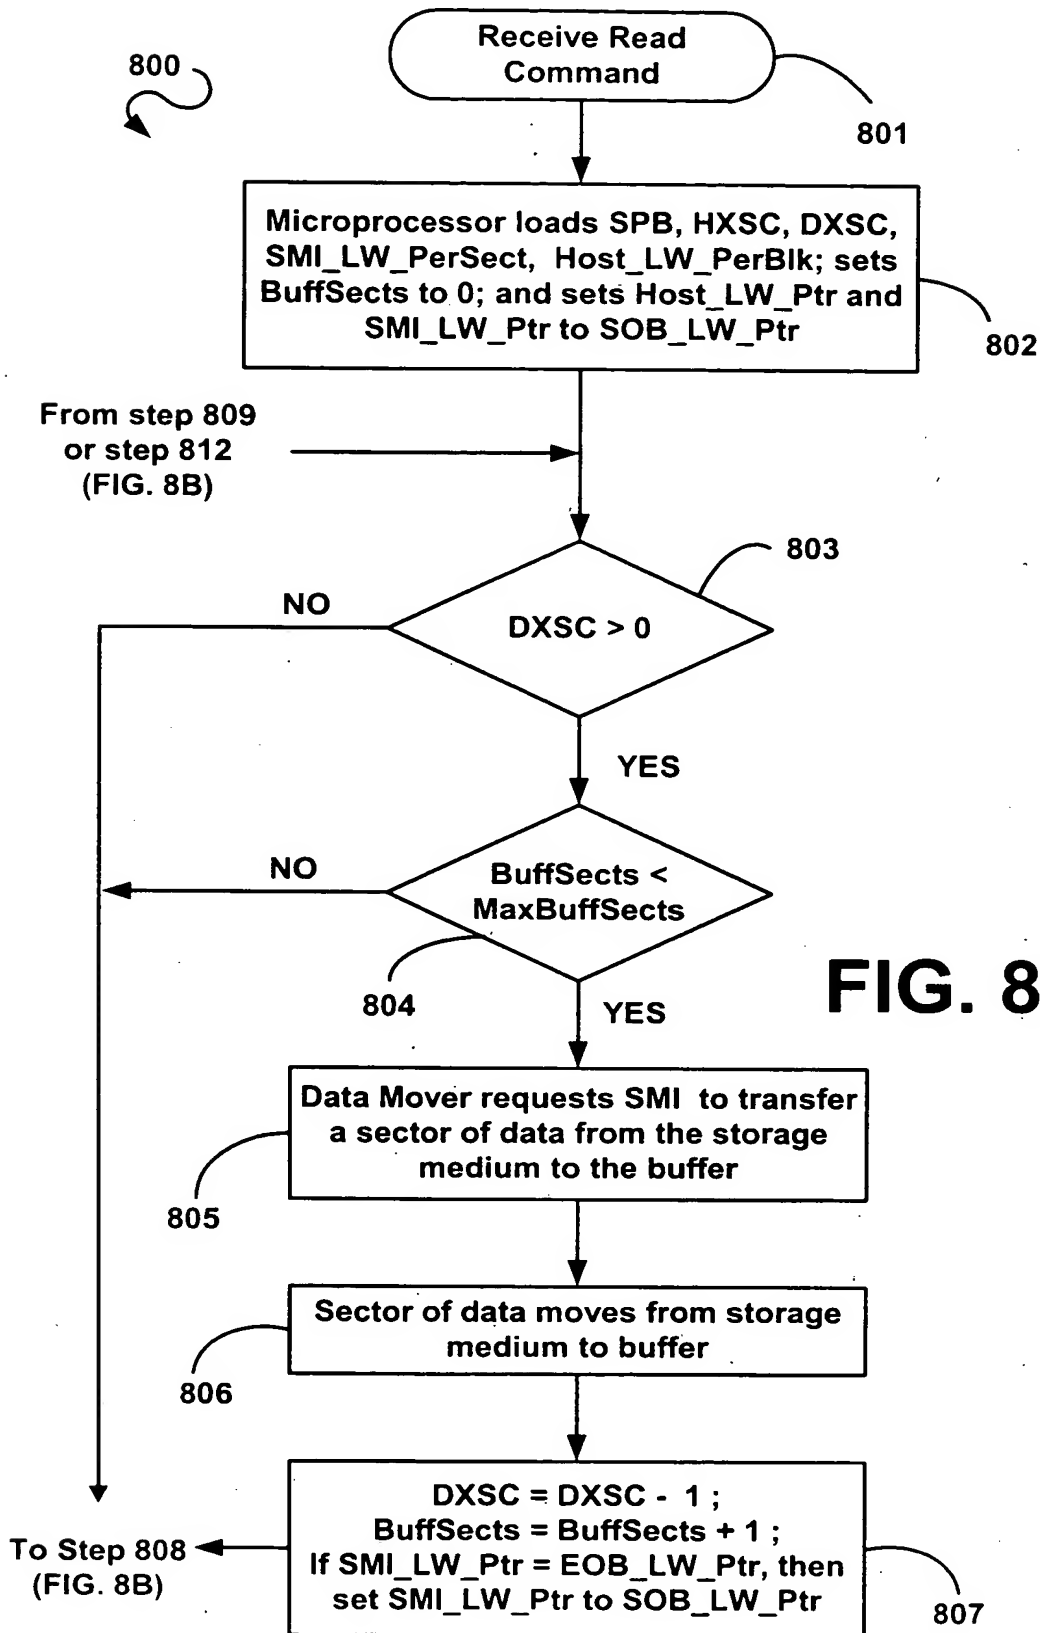 Receive Read
Command
800
801
Microprocessor loads SPB, HXSC, DXSC,
SMI_LW_PerSect, Host_LW_PerBlk; sets
BuffSects to 0; and sets Host_LW_Ptr and
SMI_LW_Ptr to SOB_LW_Ptr
802
From step 809
or step 812
(FIG. 8B)
803
NO
DXSC > 0
YES
NO
BuffSects <
MaxBuffSects
804
YES
FIG. 8
Data Mover requests SMI to transfer
a sector of data from the storage
medium to the buffer
805
Sector of data moves from storage
medium to buffer
806
DXSC = DXSC - 1 ;
BuffSects = BuffSects + 1 ;
If SMI_LW_Ptr = EOB_LW_Ptr, then
set SMI_LW_Ptr to SOB_LW_Ptr
To Step 808
(FIG. 8B)
807